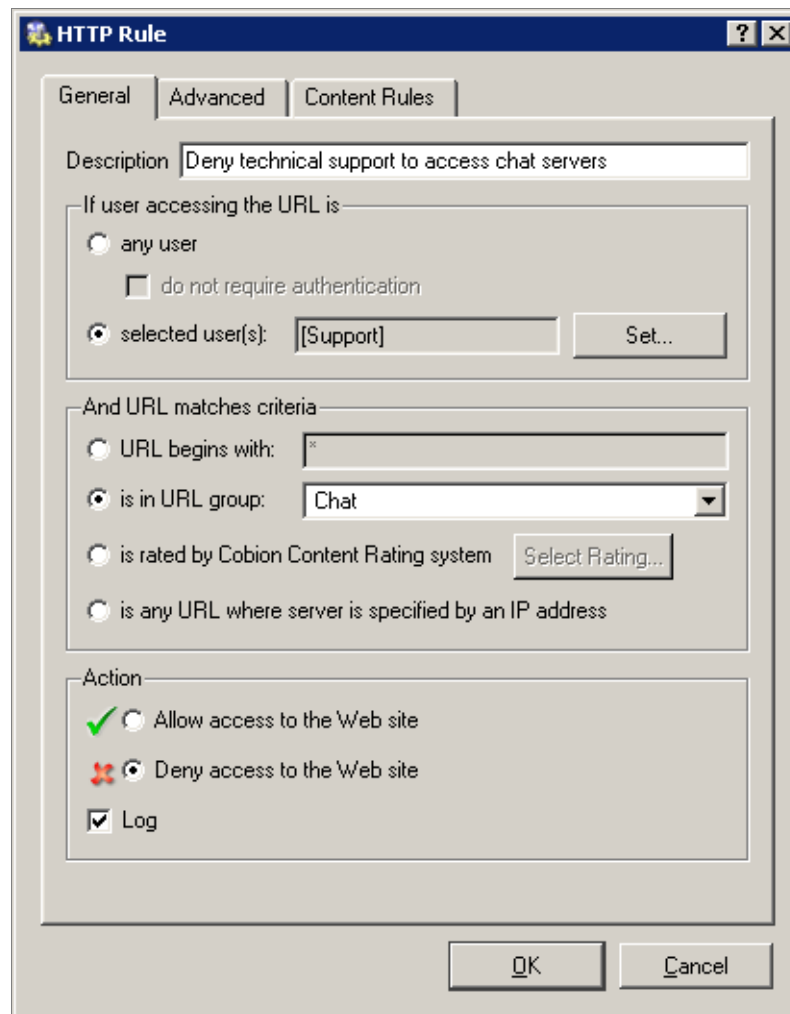 HTTP Rule
General Advanced Content Rules
Description Deny technical support to access chat servers
If user accessing the URL is
any user
do not require authentication
selected user(s): [Support] Set...
And URL matches criteria
URL begins with: *
is in URL group: Chat
is rated by Cobion Content Rating system Select Rating...
is any URL where server is specified by an IP address
Action
Allow access to the Web site
Deny access to the Web site
Log
OK Cancel